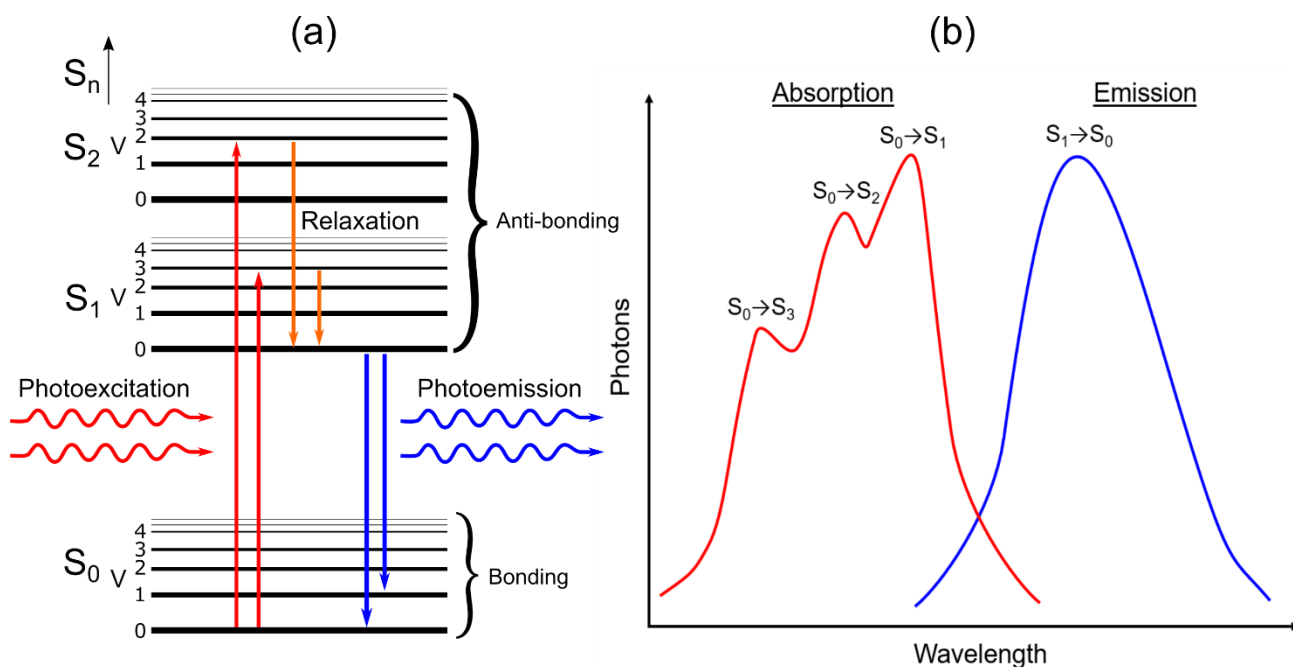 (a)
Sₙ
4
3
S₂ V 2
1
0
Relaxation
Anti-bonding
4
3
S₁ V 2
1
0
Photoexcitation
Photoemission
4
3
S₀ V 2
1
0
Bonding
(b)
Absorption
Emission
S₀→S₁
S₁→S₀
S₀→S₂
S₀→S₃
Photons
Wavelength